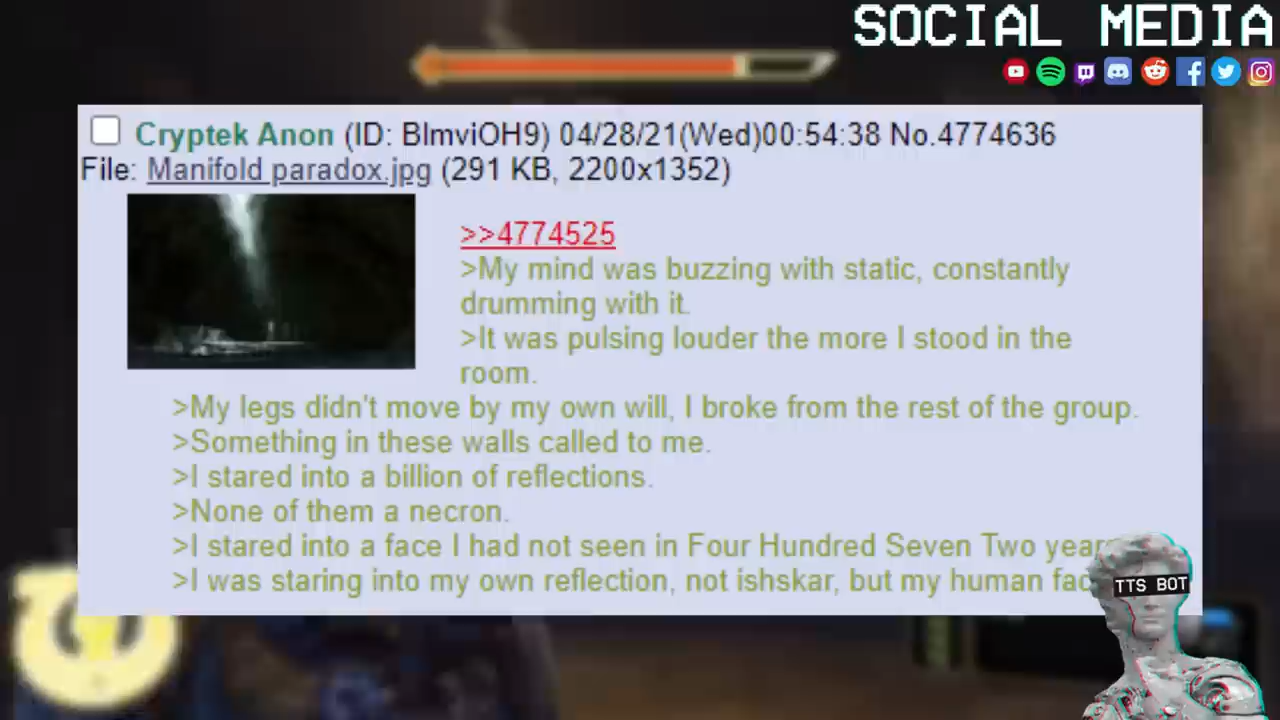 SOCIAL MEDIA
Cryptek Anon (ID: BlmviOH9) 04/28/21(Wed)00:54:38 No.4774636
File: Manifold paradox.jpg (291 KB, 2200x1352)
>>4774525
>My mind was buzzing with static, constantly
drumming with it.
>It was pulsing louder the more I stood in the
room.
>My legs didn't move by my own will, I broke from the rest of the group.
>Something in these walls called to me.
>I stared into a billion of reflections.
>None of them a necron.
>I stared into a face I had not seen in Four Hundred Seven Two years
>I was staring into my own reflection, not ishskar, but my human
TTS BOT